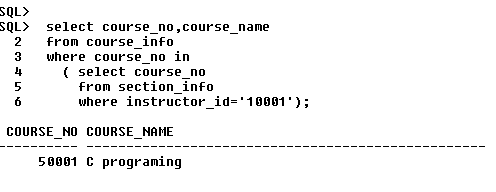 SQL>
SQL>  select course_no,course_name
  2   from course_info
  3   where course_no in
  4     ( select course_no
  5       from section_info
  6       where instructor_id='10001');
 COURSE_NO COURSE_NAME
---------- --------------------------------------------------
     50001 C programing